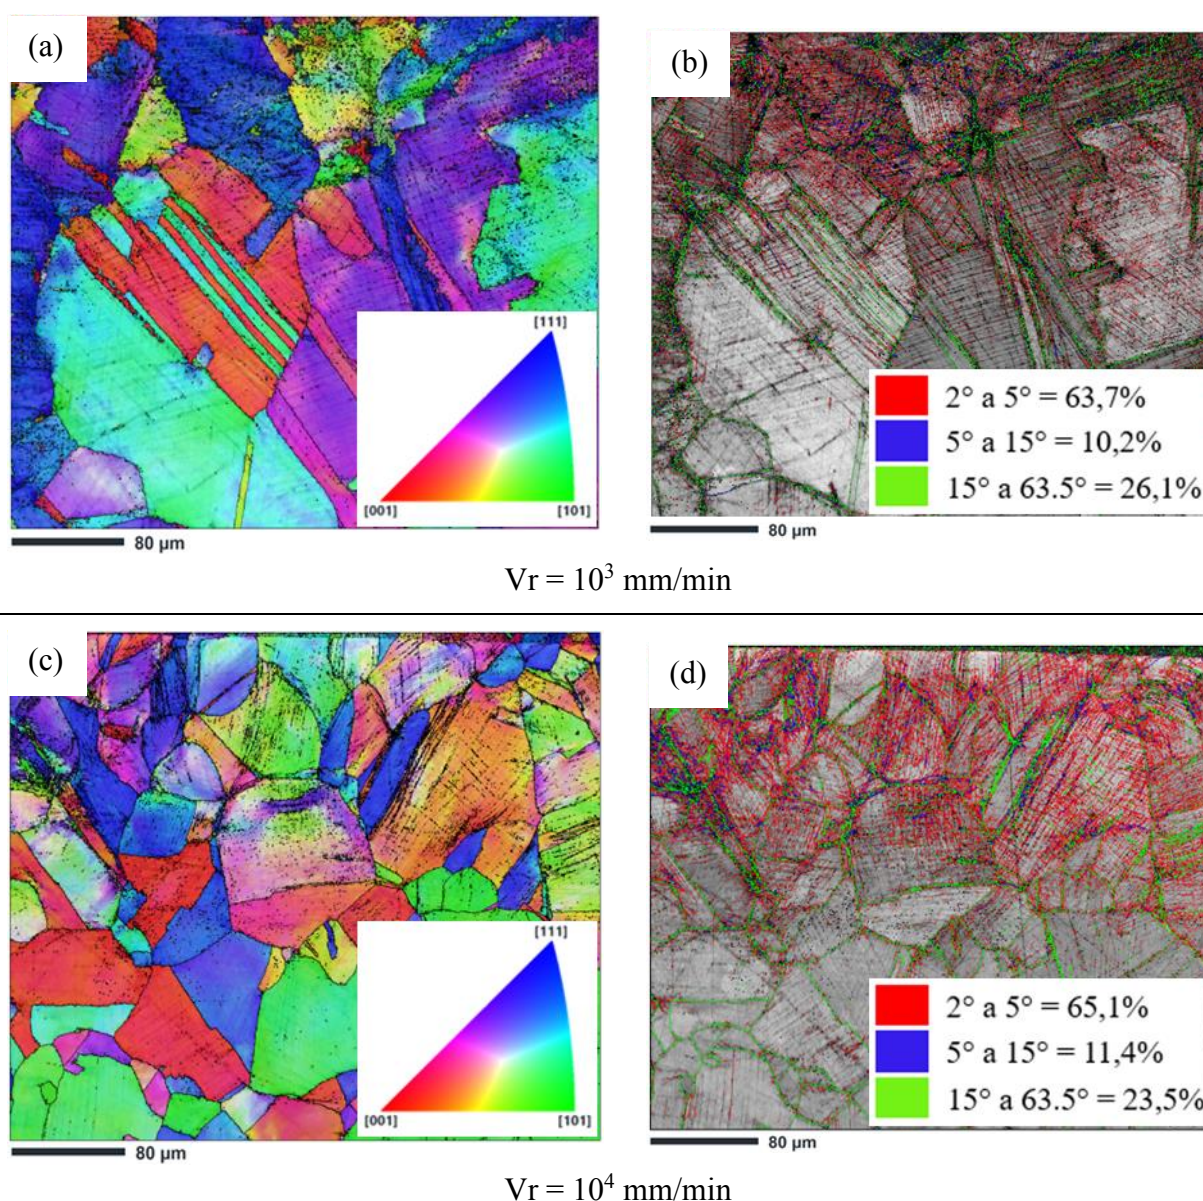 (a)
(b)
[111]
[001]
[101]
2° a 5° = 63,7%
5° a 15° = 10,2%
15° a 63.5° = 26,1%
80 µm
80 µm
Vr = 10³ mm/min
(c)
(d)
[111]
[001]
[101]
2° a 5° = 65,1%
5° a 15° = 11,4%
15° a 63.5° = 23,5%
80 µm
80 µm
Vr = 10⁴ mm/min